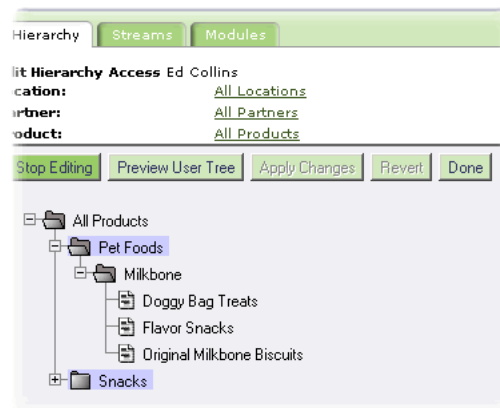 Hierarchy Streams Modules
dit Hierarchy Access Ed Collins
cation: All Locations
artner: All Partners
oduct: All Products
Stop Editing Preview User Tree Apply Changes Revert Done
All Products
Pet Foods
Milkbone
Doggy Bag Treats
Flavor Snacks
Original Milkbone Biscuits
Snacks